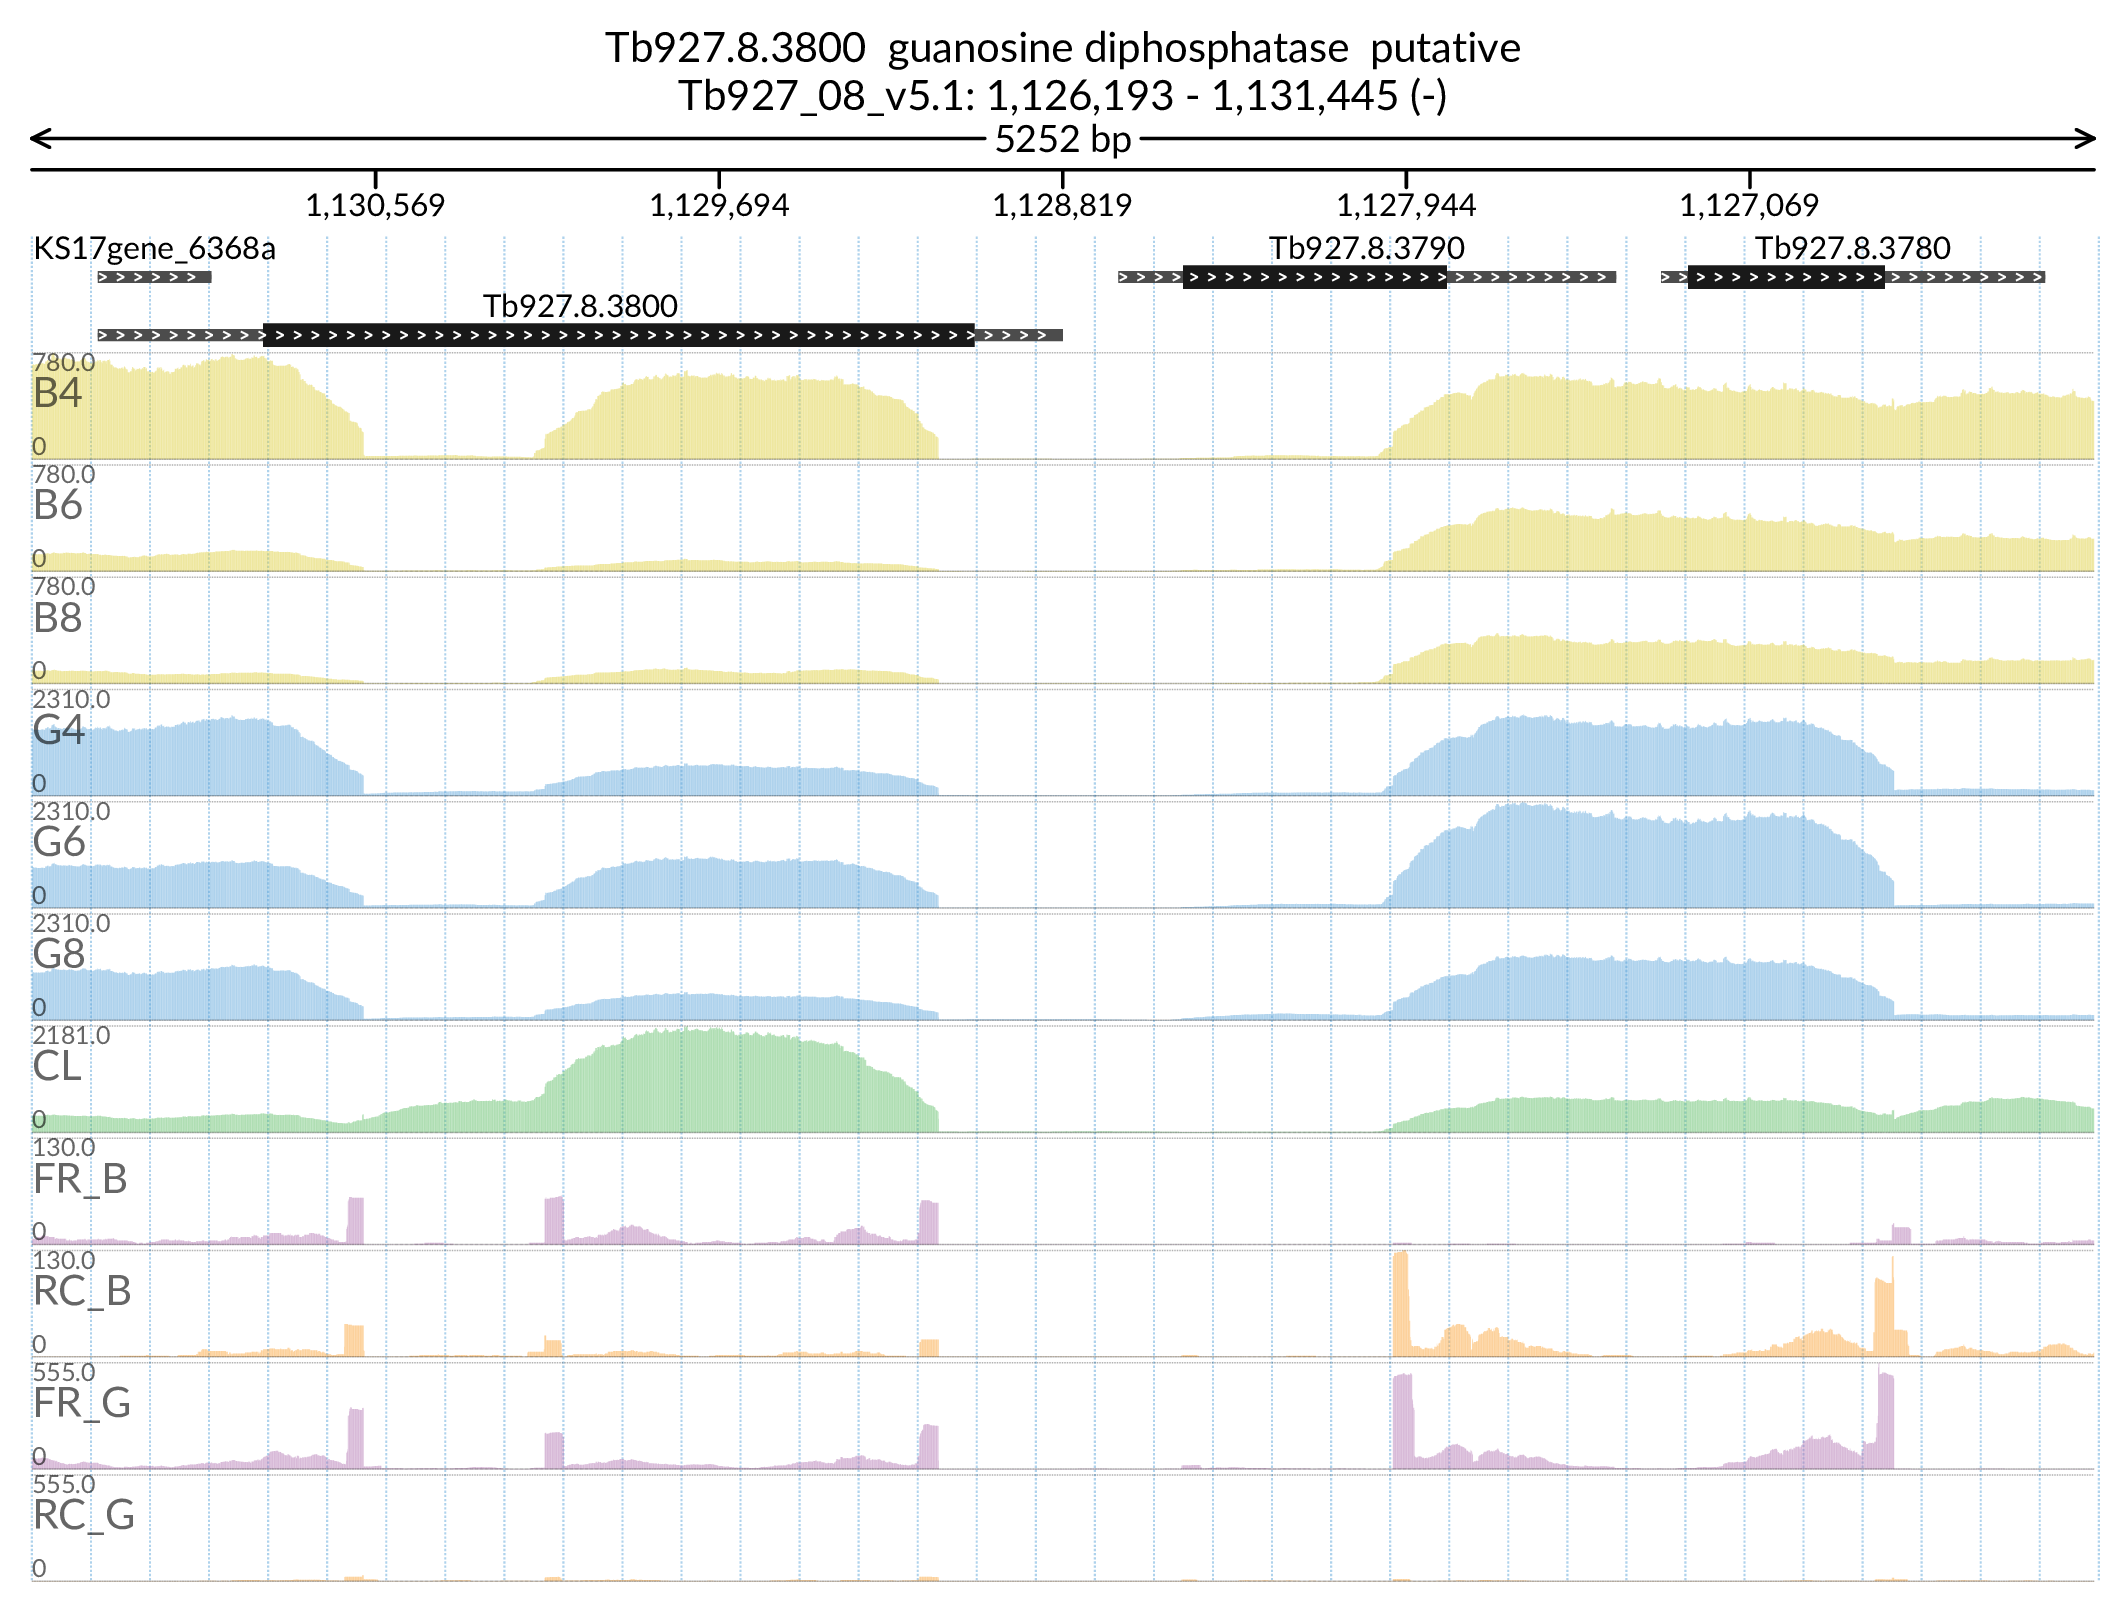 Tb927.8.3800 guanosine diphosphatase putative
Tb927_08_v5.1: 1,126,193 - 1,131,445 (-)
5252 bp
1,130,569 1,129,694 1,128,819 1,127,944 1,127,069
KS17gene_6368a Tb927.8.3790 Tb927.8.3780
Tb927.8.3800
780.0
B4
0
780.0
B6
0
780.0
B8
0
2310.0
G4
0
2310.0
G6
0
2310.0
G8
0
2181.0
CL
0
130.0
FR_B
0
130.0
RC_B
0
555.0
FR_G
0
555.0
RC_G
0